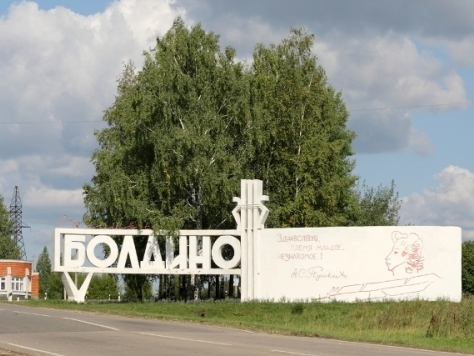 БОЛДИНО
Здравствуй,
племя младое,
незнакомое!
А.С. Пушкин